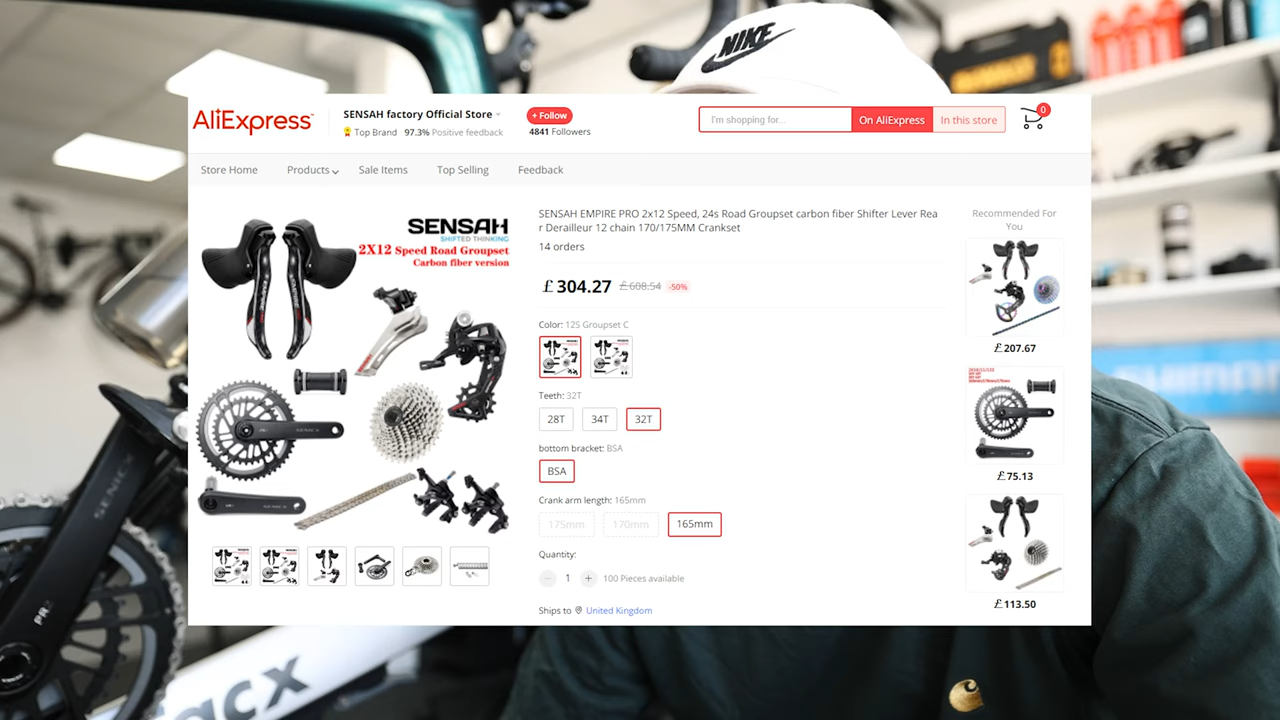 NIKE
AliExpress
SENSAH factory Official Store
Top Brand 97.3% Positive feedback
+ Follow
4841 Followers
I'm shopping for...
On AliExpress
In this store
0
Store Home
Products
Sale Items
Top Selling
Feedback
SENSAH
SHIFTED THINKING
2X12 Speed Road Groupset
Carbon fiber version
SENSAH EMPIRE PRO 2x12 Speed, 24s Road Groupset carbon fiber Shifter Lever Rea
r Derailleur 12 chain 170/175MM Crankset
14 orders
£304.27 £608.54 -50%
Color: 12S Groupset C
Teeth: 32T
28T
34T
32T
bottom bracket: BSA
BSA
Crank arm length: 165mm
175mm
170mm
165mm
Quantity:
1
+
100 Pieces available
Ships to United Kingdom
Recommended For
You
£207.67
£75.13
£113.50
SENICX
PR2
acx